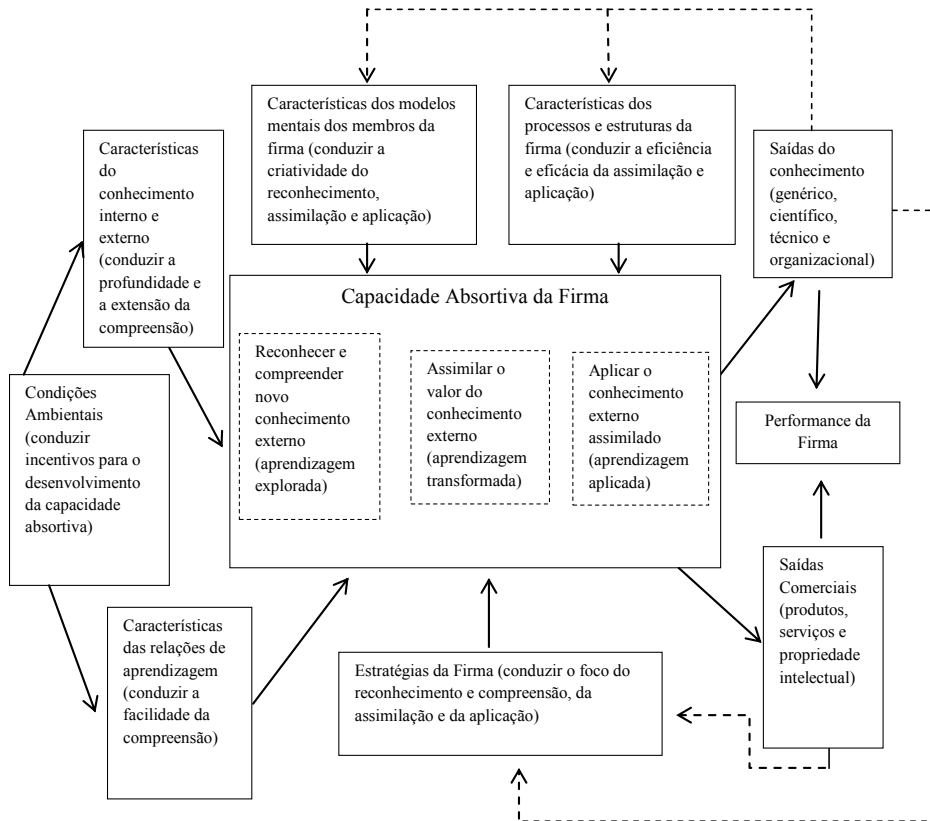 Características dos modelos
mentais dos membros da
firma (conduzir a
criatividade do
reconhecimento,
assimilação e aplicação)
Características dos
processos e estruturas da
firma (conduzir a eficiência
e eficácia da assimilação e
aplicação)
Características
do
conhecimento
interno e
externo
(conduzir a
profundidade e
a extensão da
compreensão)
Saídas do
conhecimento
(genérico,
científico,
técnico e
organizacional)
Capacidade Absortiva da Firma
Reconhecer e
compreender
novo
conhecimento
externo
(aprendizagem
explorada)
Assimilar o
valor do
conhecimento
externo
(aprendizagem
transformada)
Aplicar o
conhecimento
externo
assimilado
(aprendizagem
aplicada)
Condições
Ambientais
(conduzir
incentivos para o
desenvolvimento
da capacidade
absortiva)
Performance da
Firma
Características
das relações de
aprendizagem
(conduzir a
facilidade da
compreensão)
Estratégias da Firma (conduzir o foco do
reconhecimento e compreensão, da
assimilação e da aplicação)
Saídas
Comerciais
(produtos,
serviços e
propriedade
intelectual)